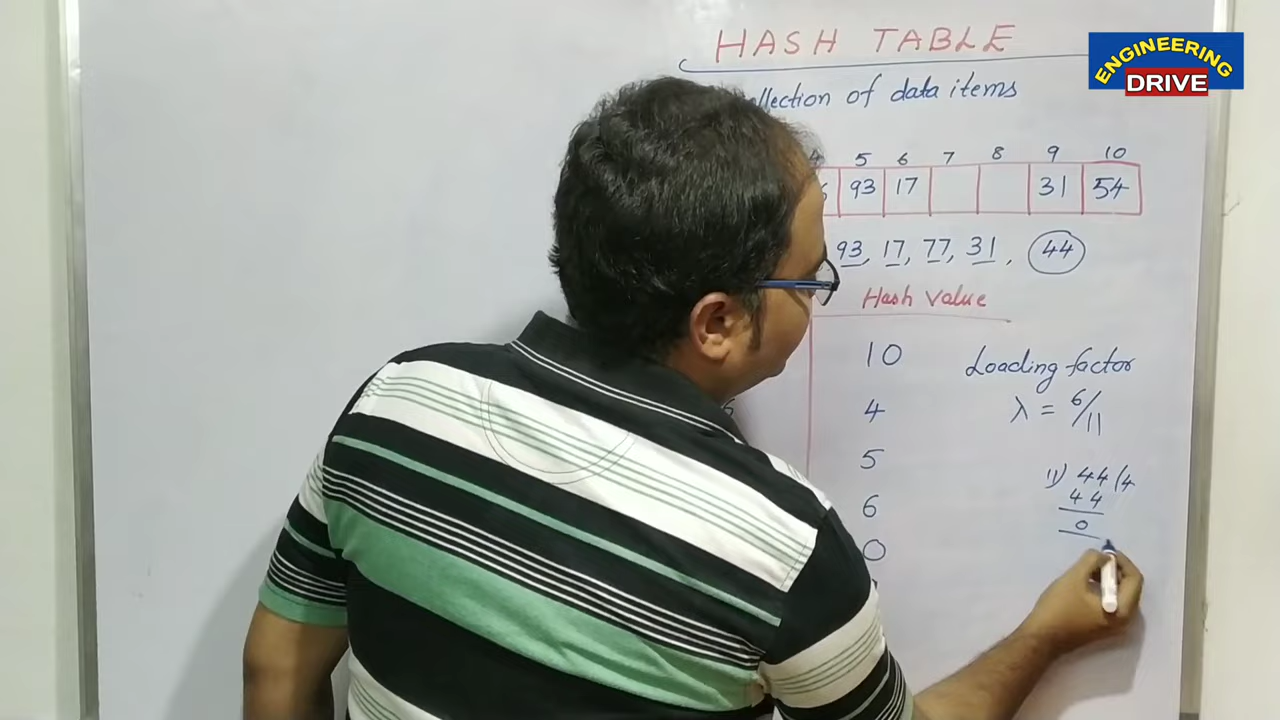 HASH TABLE
ENGINEERING
DRIVE
of data items
5 6 7 8 9 10
93 17 31 54
93, 17, 77, 31, 44
Hash Value
10
Loading factor
4
λ = 6/11
5
11) 44 (4
44
6
0
0